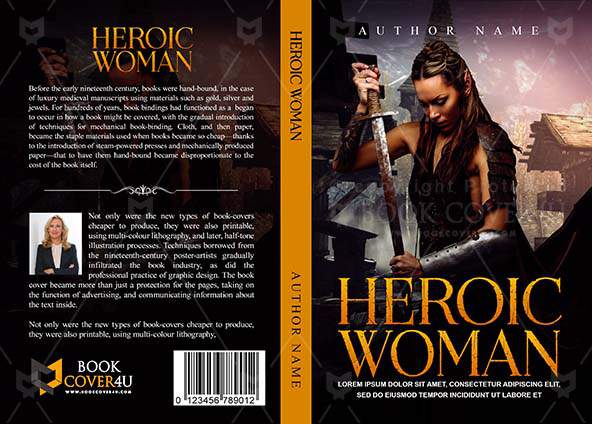 HEROIC
WOMAN
Before the early nineteenth century, books were hand-bound, in the case
of luxury medieval manuscripts using materials such as gold, silver and
jewels. For hundreds of years, book bindings had functioned as a began
to occur in how a book might be covered, with the gradual introduction
of techniques for mechanical book-binding. Cloth, and then paper,
became the staple materials used when books became so cheap—thanks
to the introduction of steam-powered presses and mechanically produced
paper—that to have them hand-bound became disproportionate to the
cost of the book itself.
Not only were the new types of book-covers
cheaper to produce, they were also printable,
using multi-colour lithography, and later, half-tone
illustration processes. Techniques borrowed from
the nineteenth-century poster-artists gradually
infiltrated the book industry, as did the
professional practice of graphic design. The book
cover became more than just a protection for the pages, taking on
the function of advertising, and communicating information about
the text inside.
Not only were the new types of book-covers cheaper to produce,
they were also printable, using multi-colour lithography,
BOOK
COVER4U
WWW.BOOKCOVER4U.COM
0 123456 789012
HEROIC WOMAN
AUTHOR NAME
AUTHOR NAME
BOOK COVER4U
WWW.BOOKCOVER4U.COM
HEROIC
WOMAN
LOREM IPSUM DOLOR SIT AMET, CONSECTETUR ADIPISCING ELIT,
SED DO EIUSMOD TEMPOR INCIDIDUNT UT LABORE ET